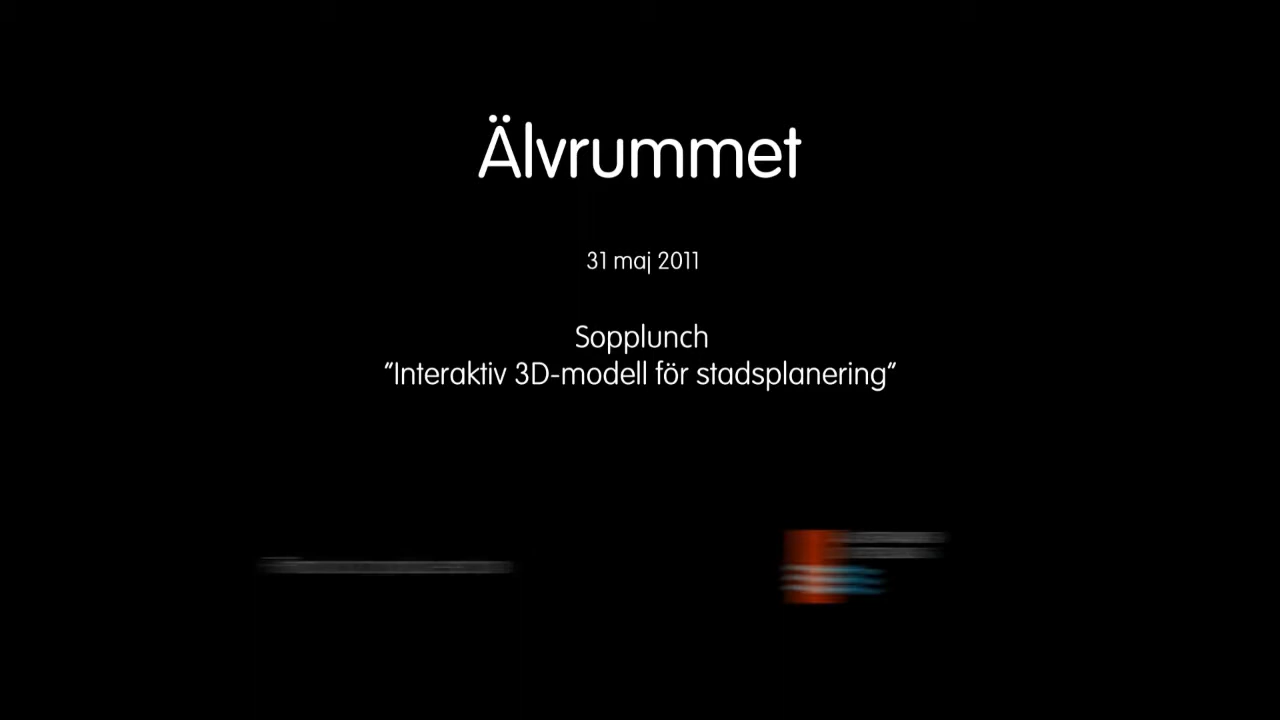 Älvrummet
31 maj 2011
Sopplunch
”Interaktiv 3D-modell för stadsplanering”